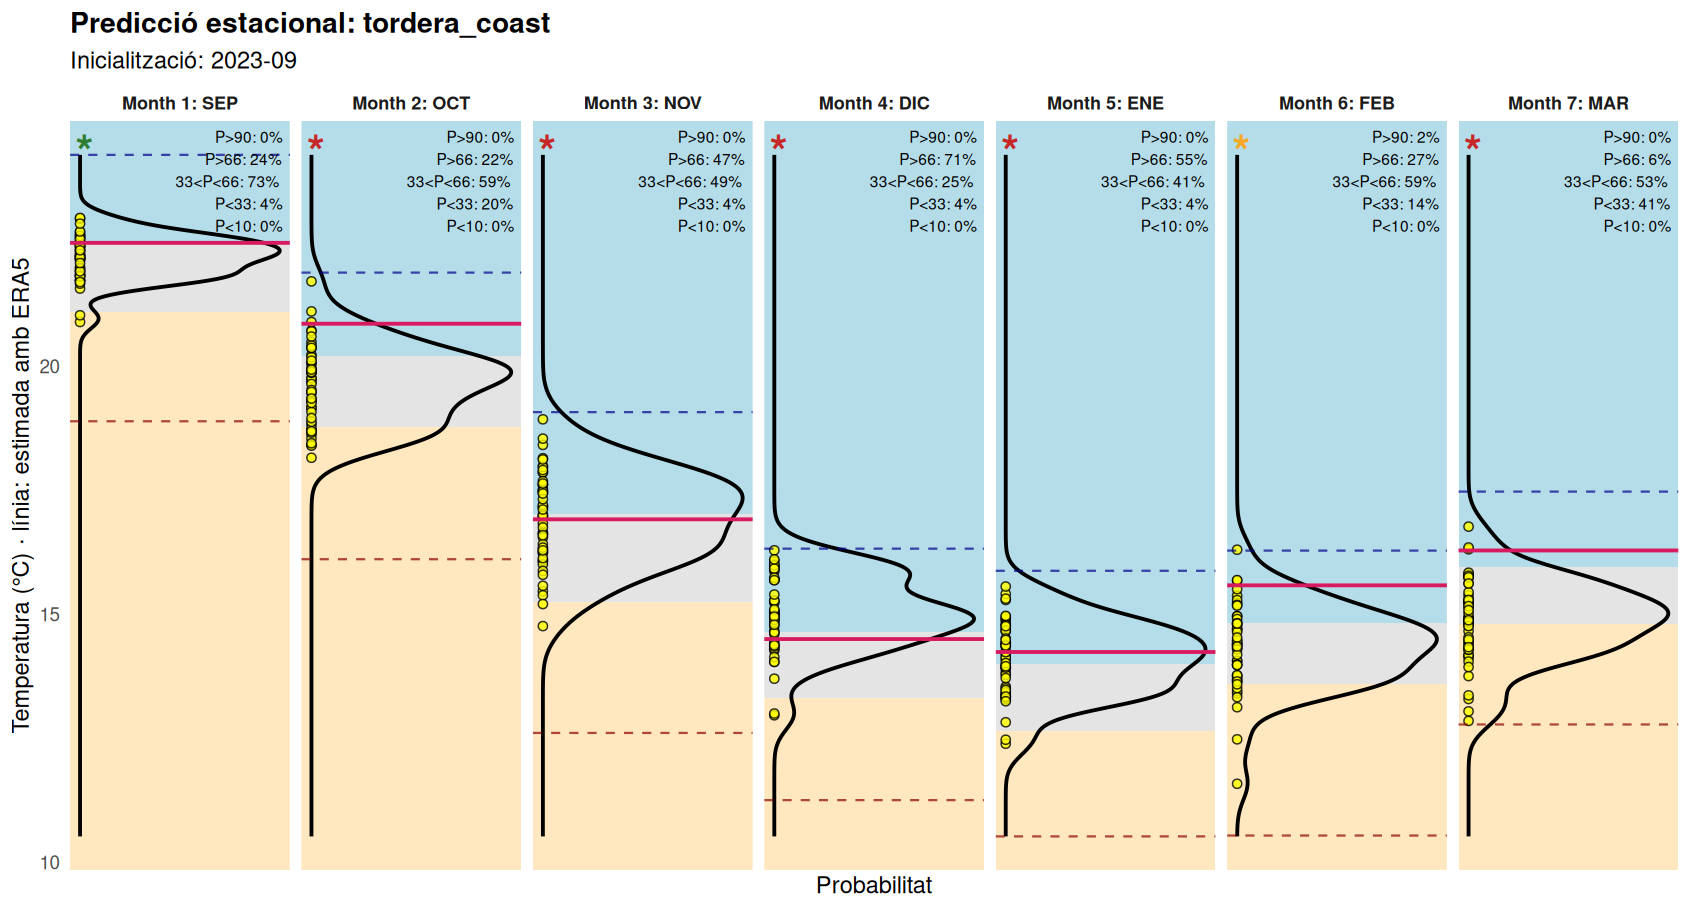 Predicció estacional: tordera_coast
Inicialització: 2023-09
Month 1: SEP
P>90: 0%
P>66: 24%
33<P<66: 73%
P<33: 4%
P<10: 0%
Month 2: OCT
P>90: 0%
P>66: 22%
33<P<66: 59%
P<33: 20%
P<10: 0%
Month 3: NOV
P>90: 0%
P>66: 47%
33<P<66: 49%
P<33: 4%
P<10: 0%
Month 4: DIC
P>90: 0%
P>66: 71%
33<P<66: 25%
P<33: 4%
P<10: 0%
Month 5: ENE
P>90: 0%
P>66: 55%
33<P<66: 41%
P<33: 4%
P<10: 0%
Month 6: FEB
P>90: 2%
P>66: 27%
33<P<66: 59%
P<33: 14%
P<10: 0%
Month 7: MAR
P>90: 0%
P>66: 6%
33<P<66: 53%
P<33: 41%
P<10: 0%
Temperatura (°C) · línia: estimada amb ERA5
20
15
10
Probabilitat